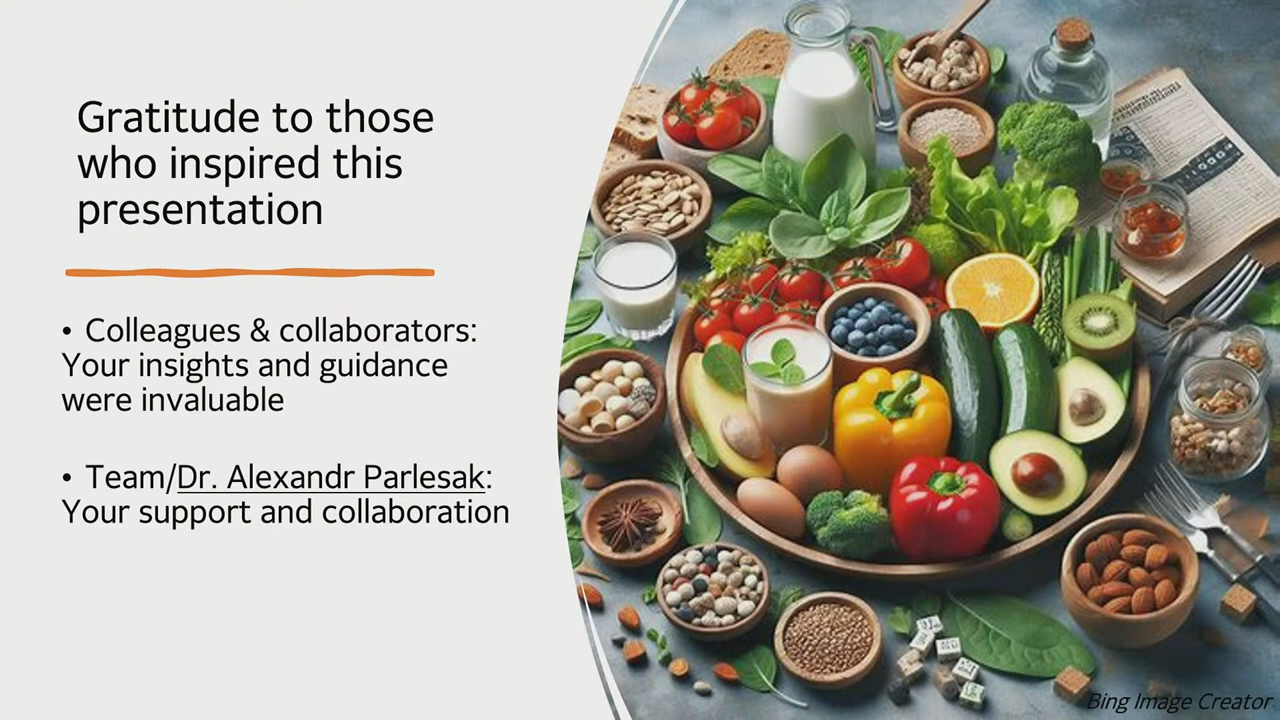 Gratitude to those
who inspired this
presentation
• Colleagues & collaborators:
Your insights and guidance
were invaluable
• Team/Dr. Alexandr Parlesak:
Your support and collaboration
Bing Image Creator